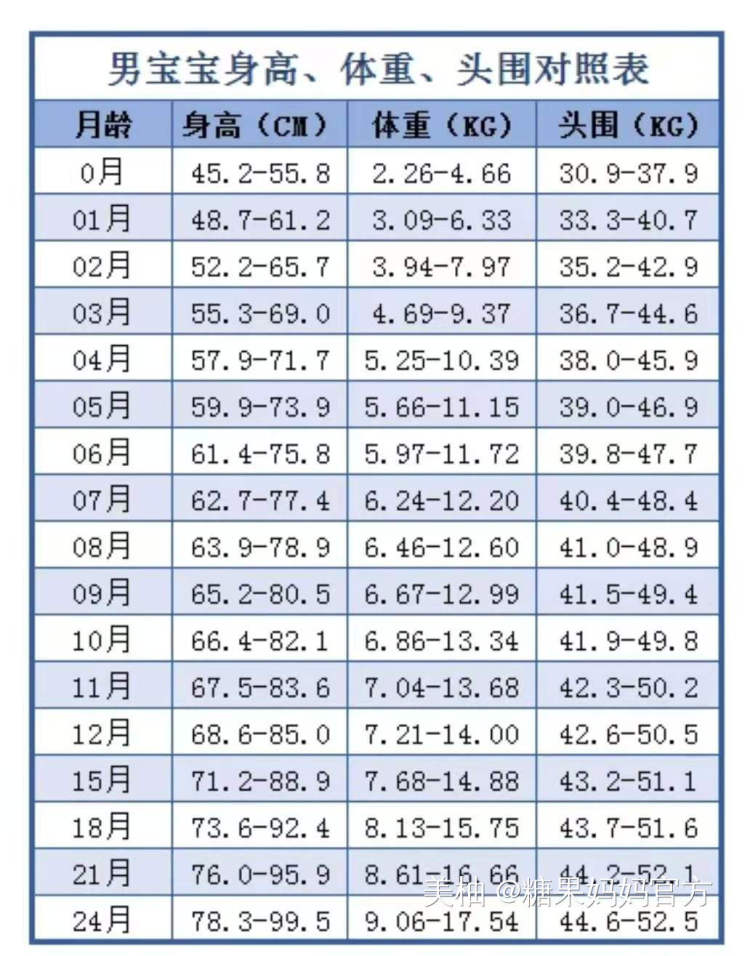 男宝宝身高、体重、头围对照表
月龄 身高（CM） 体重（KG） 头围（KG）
0月 45.2-55.8 2.26-4.66 30.9-37.9
01月 48.7-61.2 3.09-6.33 33.3-40.7
02月 52.2-65.7 3.94-7.97 35.2-42.9
03月 55.3-69.0 4.69-9.37 36.7-44.6
04月 57.9-71.7 5.25-10.39 38.0-45.9
05月 59.9-73.9 5.66-11.15 39.0-46.9
06月 61.4-75.8 5.97-11.72 39.8-47.7
07月 62.7-77.4 6.24-12.20 40.4-48.4
08月 63.9-78.9 6.46-12.60 41.0-48.9
09月 65.2-80.5 6.67-12.99 41.5-49.4
10月 66.4-82.1 6.86-13.34 41.9-49.8
11月 67.5-83.6 7.04-13.68 42.3-50.2
12月 68.6-85.0 7.21-14.00 42.6-50.5
15月 71.2-88.9 7.68-14.88 43.2-51.1
18月 73.6-92.4 8.13-15.75 43.7-51.6
21月 76.0-95.9 8.61-16.66 44.2-52.1
美柚 @糖果妈妈官方
24月 78.3-99.5 9.06-17.54 44.6-52.5